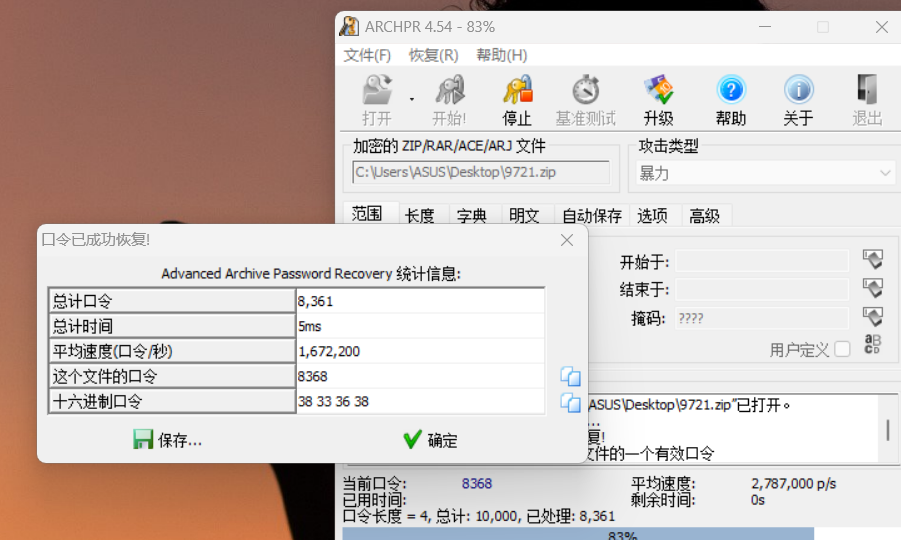 ARCHPR 4.54 - 83%
文件(F) 恢复(R) 帮助(H)
打开 开始! 停止 基准测试 升级 帮助 关于 退出
加密的 ZIP/RAR/ACE/ARJ 文件
攻击类型
C:\Users\ASUS\Desktop\9721.zip
暴力
范围 长度 字典 明文 自动保存 选项 高级
开始于:
结束于:
掩码: ????
用户定义
口令已成功恢复!
Advanced Archive Password Recovery 统计信息:
总计口令 8,361
总计时间 5ms
平均速度(口令/秒) 1,672,200
这个文件的口令 8368
十六进制口令 38 33 36 38
保存... 确定
ASUS\Desktop\9721.zip”已打开。
...
复!
文件的一个有效口令
当前口令: 8368 平均速度: 2,787,000 p/s
已用时间: 剩余时间: 0s
口令长度 = 4, 总计: 10,000, 已处理: 8,361
83%